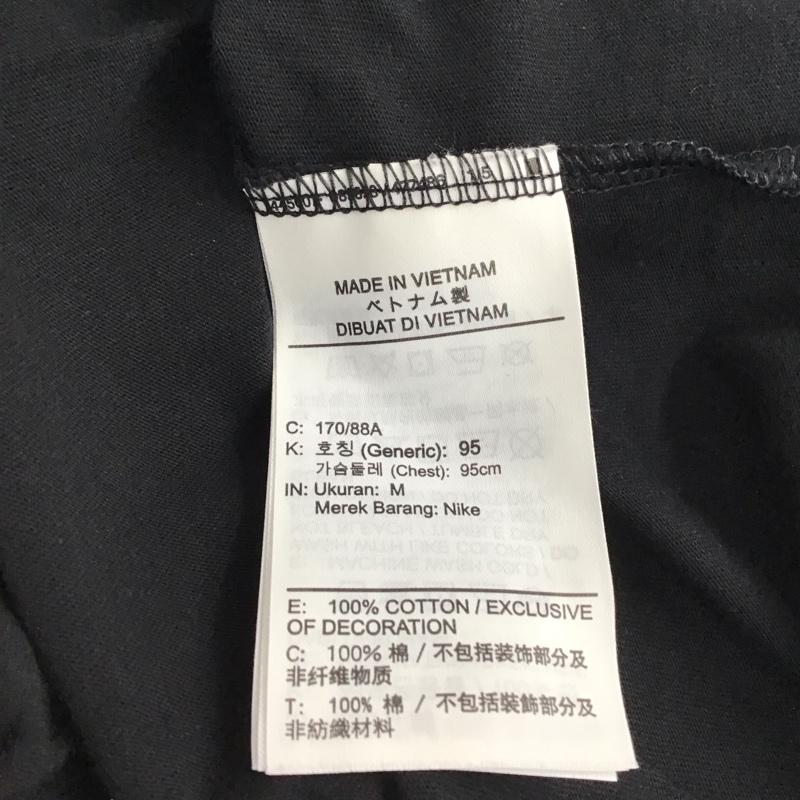 MADE IN VIETNAM
ベトナム製
DIBUAT DI VIETNAM
C: 170/88A
K: 호칭 (Generic): 95
가슴둘레 (Chest): 95cm
IN: Ukuran: M
Merek Barang: Nike
E: 100% COTTON / EXCLUSIVE
OF DECORATION
C: 100% 棉 / 不包括装饰部分及
非纤维物质
T: 100% 棉 / 不包括裝飾部分及
非紡織材料